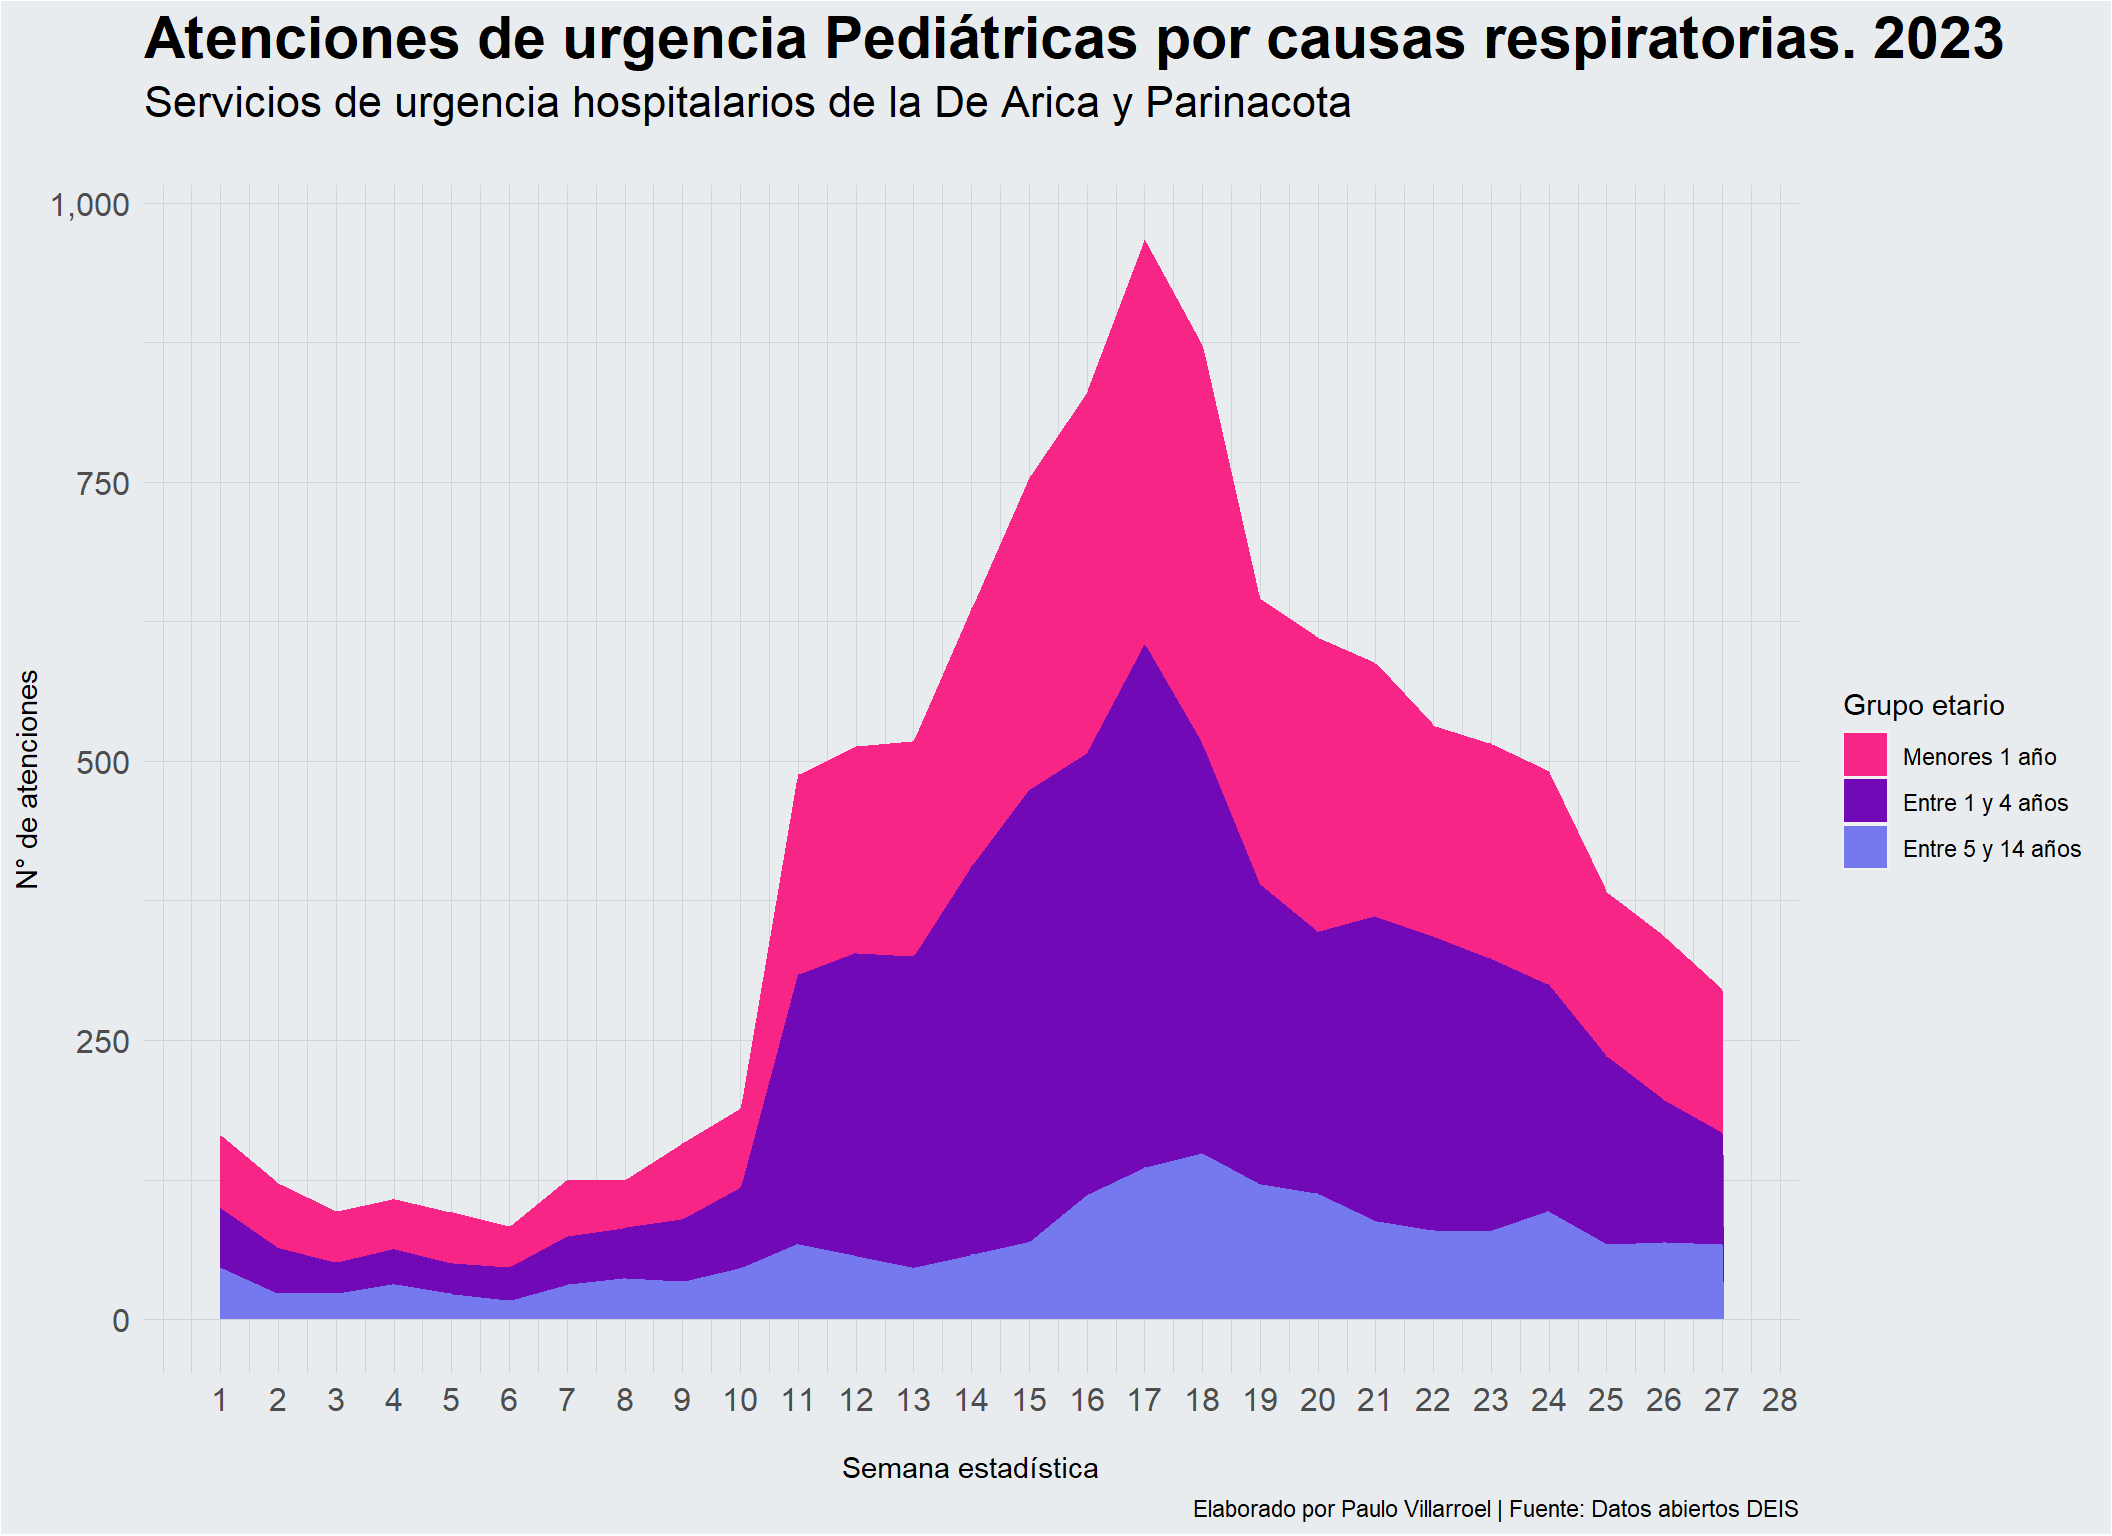 Atenciones de urgencia Pediátricas por causas respiratorias. 2023
Servicios de urgencia hospitalarios de la De Arica y Parinacota
1,000
750
500
250
0
N° de atenciones
1 2 3 4 5 6 7 8 9 10 11 12 13 14 15 16 17 18 19 20 21 22 23 24 25 26 27 28
Semana estadística
Grupo etario
Menores 1 año
Entre 1 y 4 años
Entre 5 y 14 años
Elaborado por Paulo Villarroel | Fuente: Datos abiertos DEIS